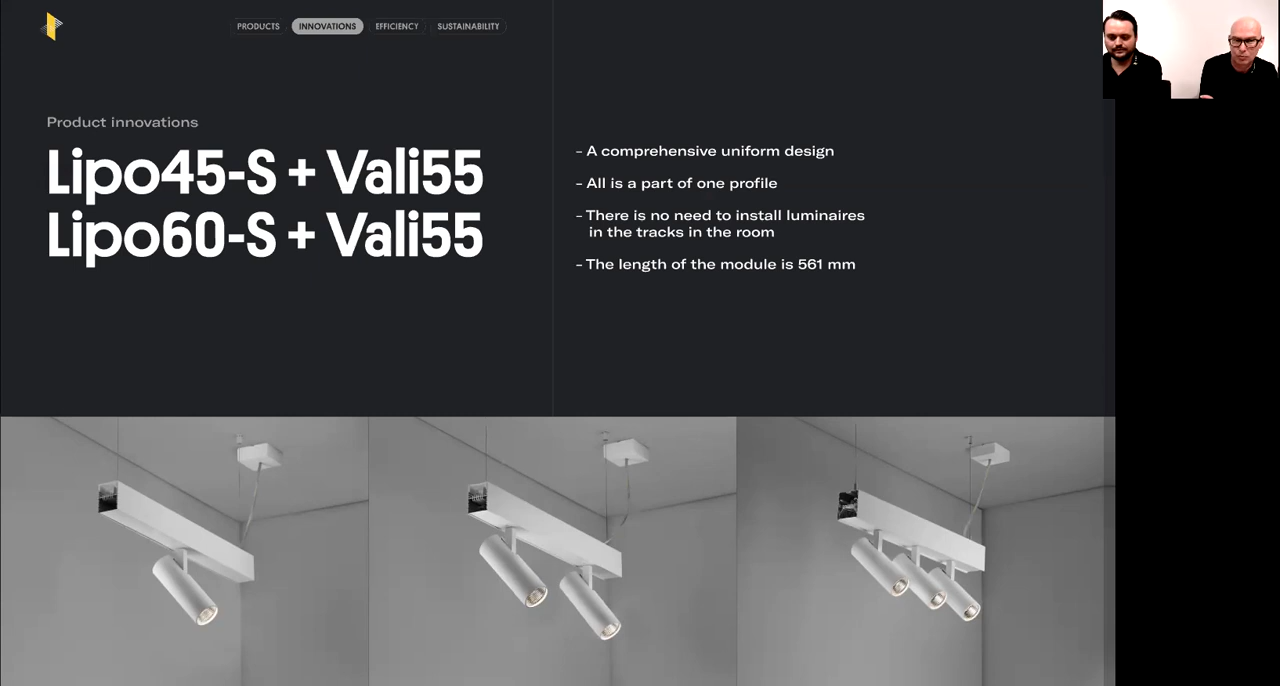 PRODUCTS
INNOVATIONS
EFFICIENCY
SUSTAINABILITY
Product innovations
Lipo45-S + Vali55
Lipo60-S + Vali55
- A comprehensive uniform design
- All is a part of one profile
- There is no need to install luminaires
in the tracks in the room
- The length of the module is 561 mm